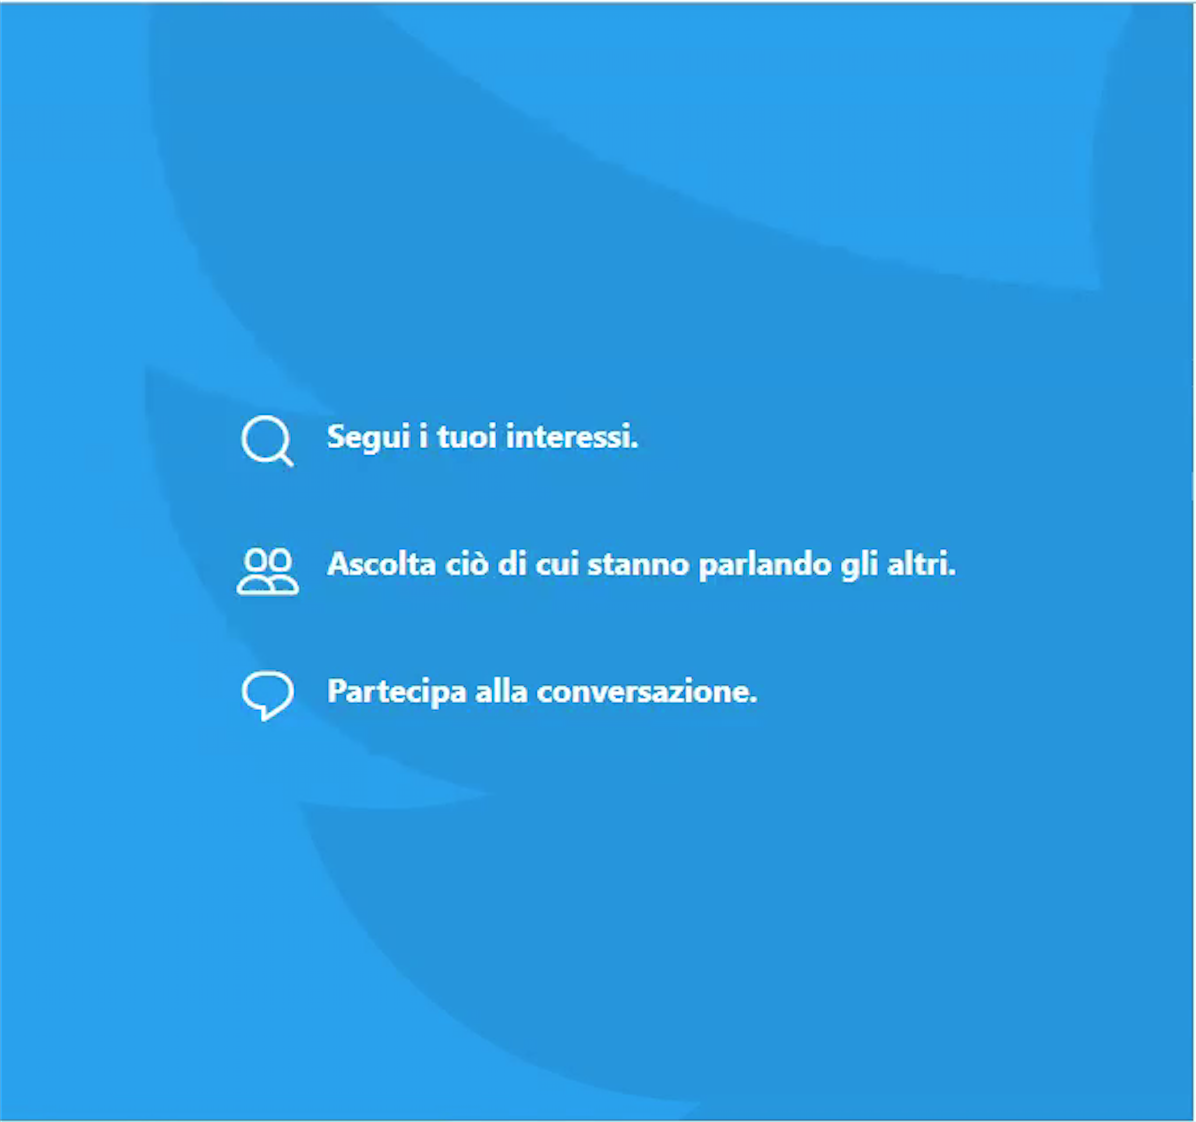 Segui i tuoi interessi.
Ascolta ciò di cui stanno parlando gli altri.
Partecipa alla conversazione.